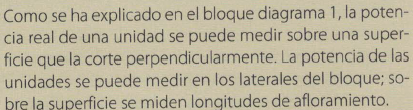 Como se ha explicado en el bloque diagrama 1, la poten-
cia real de una unidad se puede medir sobre una super-
ficie que la corte perpendicularmente. La potencia de las
unidades se puede medir en los laterales del bloque; so-
bre la superficie se miden longitudes de afloramiento.